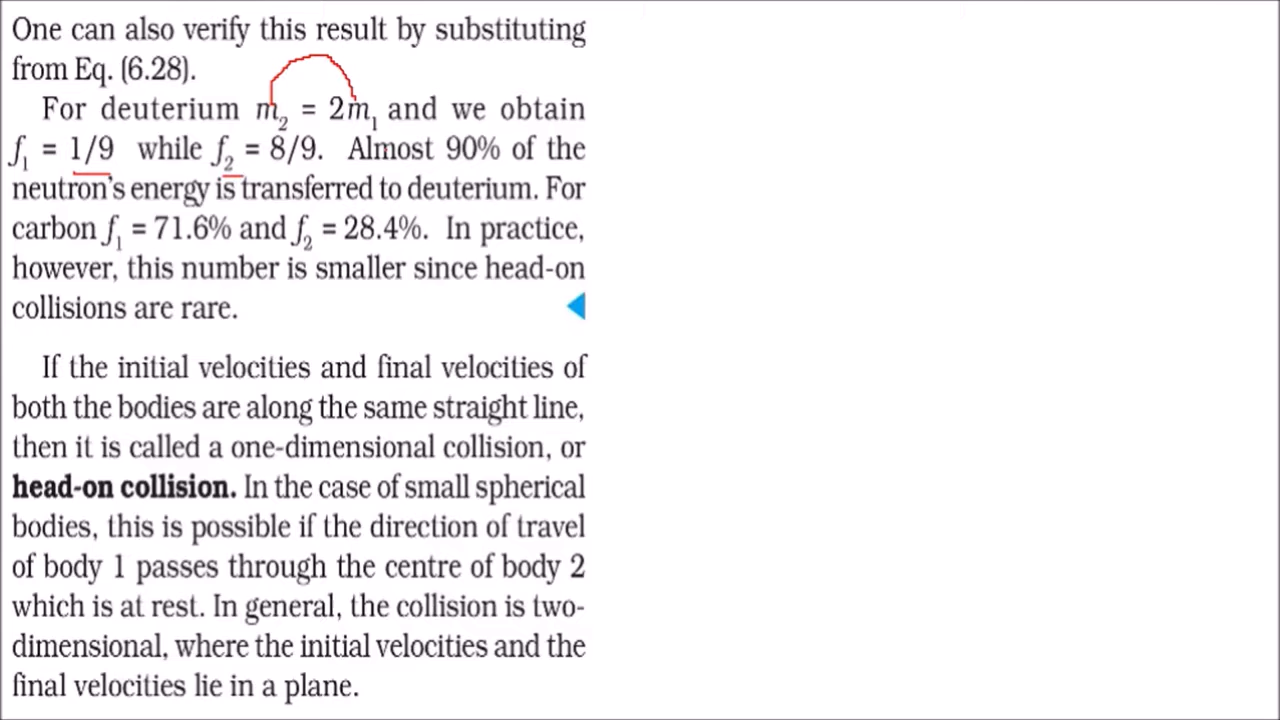 One can also verify this result by substituting
from Eq. (6.28).
For deuterium m₂ = 2m₁ and we obtain
f₁ = 1/9 while f₂ = 8/9. Almost 90% of the
neutron's energy is transferred to deuterium. For
carbon f₁ = 71.6% and f₂ = 28.4%. In practice,
however, this number is smaller since head-on
collisions are rare.
If the initial velocities and final velocities of
both the bodies are along the same straight line,
then it is called a one-dimensional collision, or
head-on collision. In the case of small spherical
bodies, this is possible if the direction of travel
of body 1 passes through the centre of body 2
which is at rest. In general, the collision is two-
dimensional, where the initial velocities and the
final velocities lie in a plane.